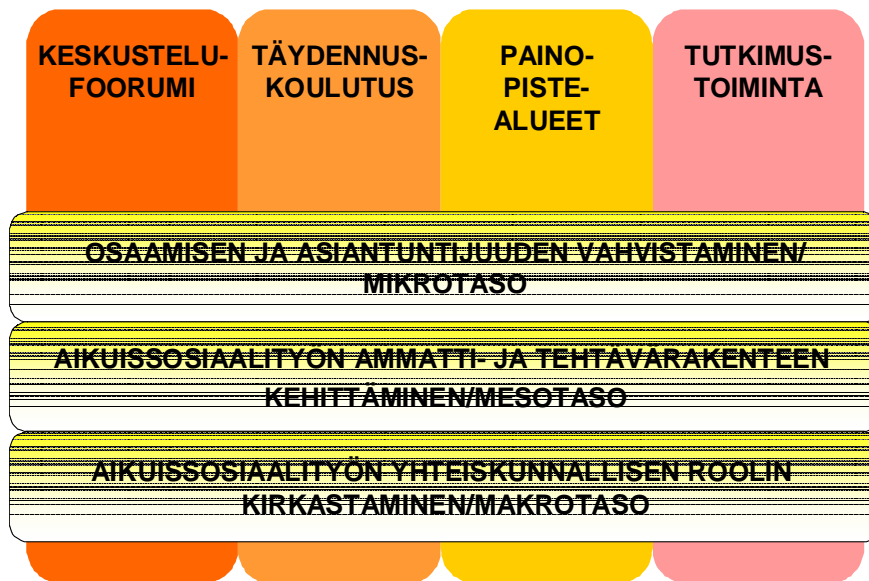 KESKUSTELU-
FOORUMI
TÄYDENNUS-
KOULUTUS
PAINO-
PISTE-
ALUEET
TUTKIMUS-
TOIMINTA
OSAAMISEN JA ASIANTUNTIJUUDEN VAHVISTAMINEN/
MIKROTASO
AIKUISSOSIAALITYÖN AMMATTI- JA TEHTÄVÄRAKENTEEN
KEHITTÄMINEN/MESOTASO
AIKUISSOSIAALITYÖN YHTEISKUNNALLISEN ROOLIN
KIRKASTAMINEN/MAKROTASO